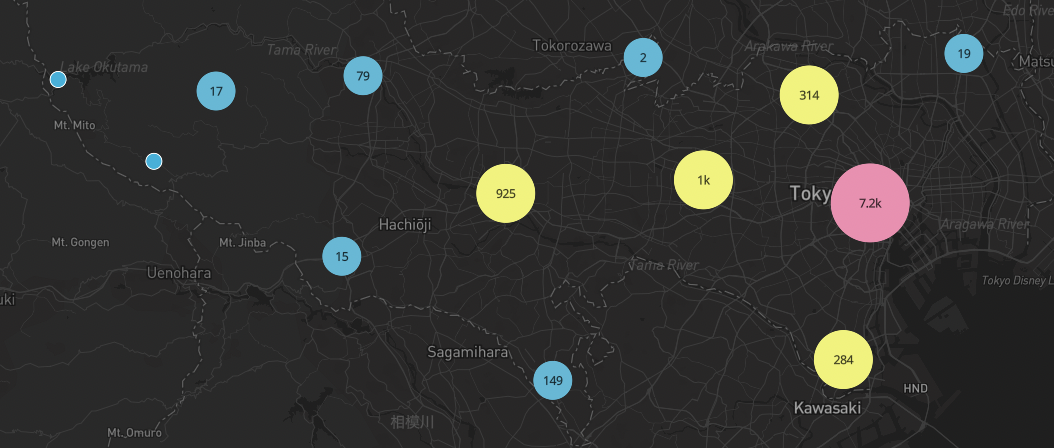 Edo Rive
Tokorozawa
Arakawa River
Tama River
2
19
Matsu
Lake Okutama
79
17
314
Mt. Mito
1k
925
Toky
7.2k
Hachiōji
Aragawa River
Mt. Gongen
Mt. Jinba
15
Uenohara
Tama River
Tokyo Disney L
uki
Sagamihara
284
149
HND
Kawasaki
相模川
Mt. Omuro